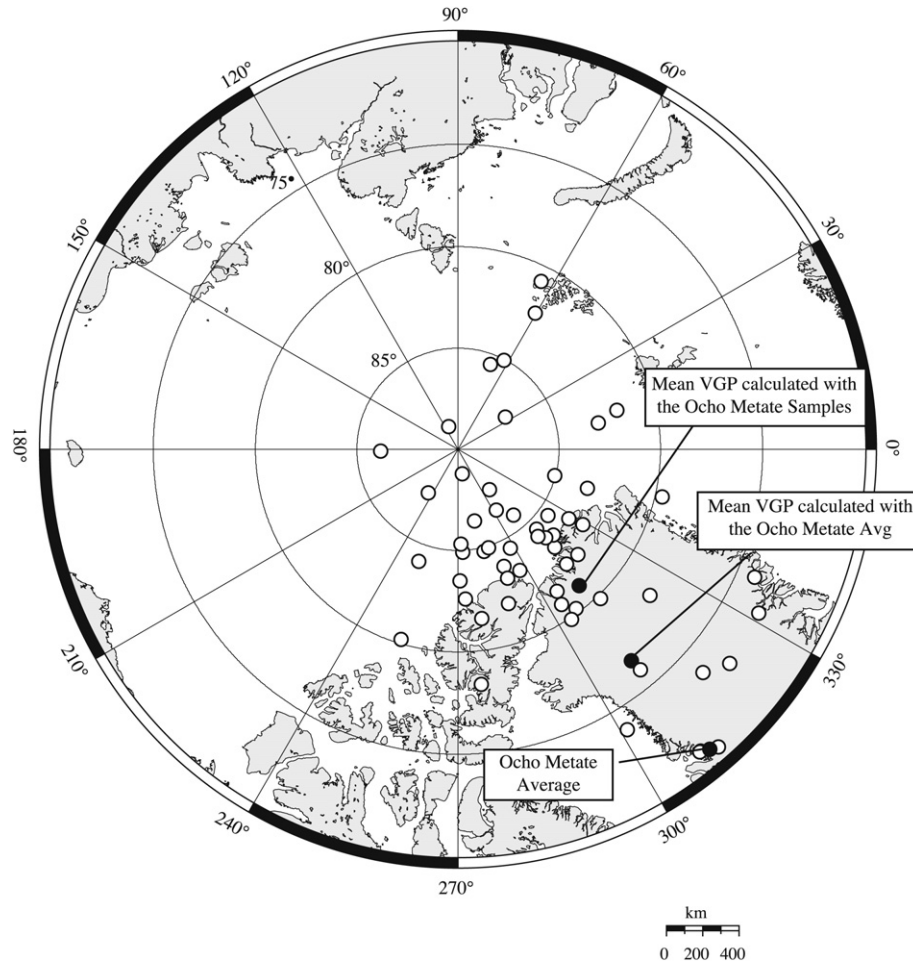 90°
120°
60°
75°
150°
30°
80°
85°
Mean VGP calculated with
the Ocho Metate Samples
180°
0°
Mean VGP calculated with
the Ocho Metate Avg
210°
330°
Ocho Metate
Average
240°
300°
270°
km
0 200 400